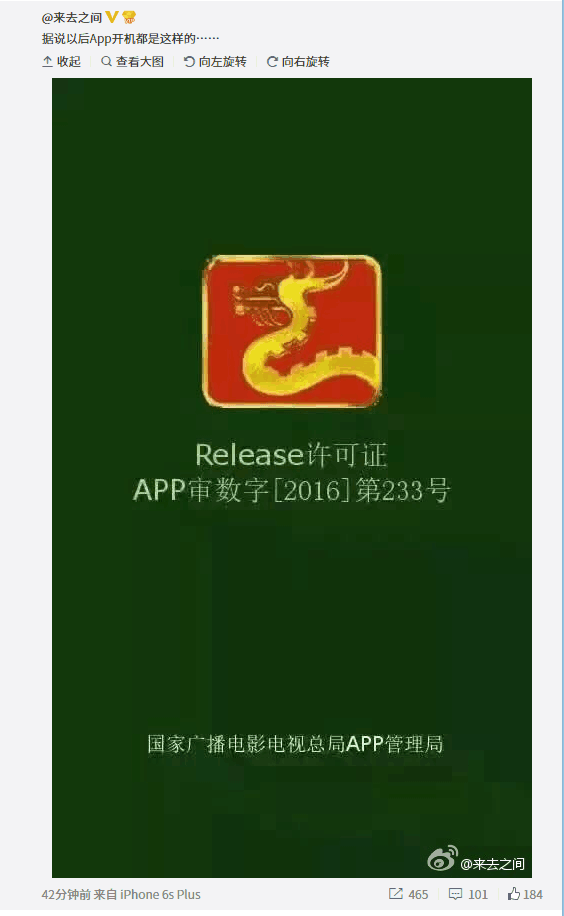 @来去之间
据说以后App开机都是这样的……
收起 查看大图 向左旋转 向右旋转
Release许可证
APP审数字[2016]第233号
国家广播电影电视总局APP管理局
@来去之间
42分钟前 来自 iPhone 6s Plus 465 101 184